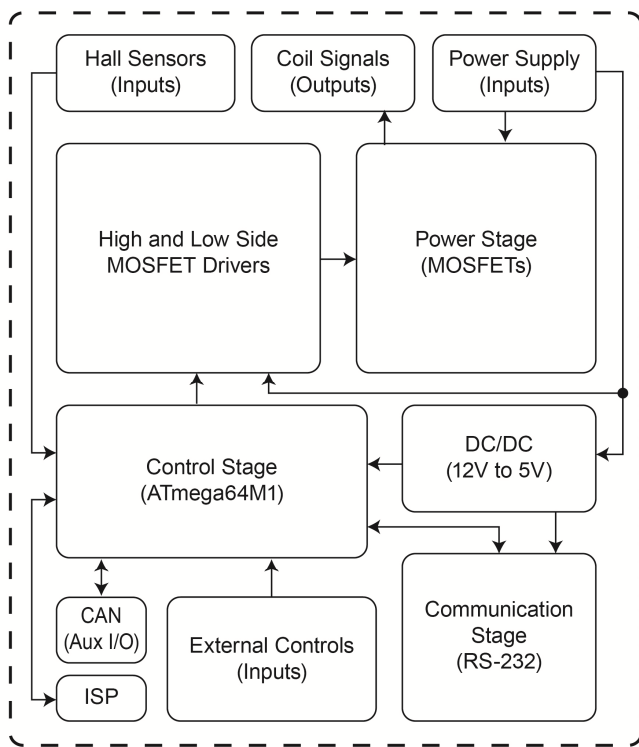 Hall Sensors
(Inputs)
Coil Signals
(Outputs)
Power Supply
(Inputs)
High and Low Side
MOSFET Drivers
Power Stage
(MOSFETs)
Control Stage
(ATmega64M1)
DC/DC
(12V to 5V)
CAN
(Aux I/O)
External Controls
(Inputs)
Communication
Stage
(RS-232)
ISP